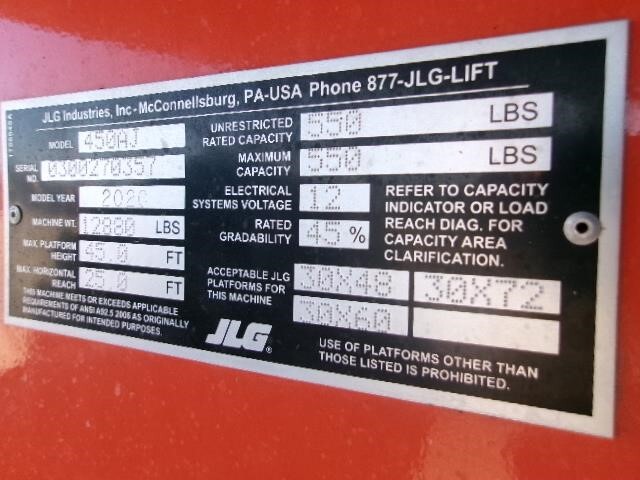 JLG Industries, Inc-McConnellsburg, PA-USA Phone 877-JLG-LIFT
MODEL 450AJ
SERIAL NO. 0300270357
MODEL YEAR
MACHINE WT. 12880 LBS
MAX. PLATFORM HEIGHT 45.0 FT
MAX. HORIZONTAL REACH 25.0 FT
THIS MACHINE MEETS OR EXCEEDS APPLICABLE
REQUIREMENTS OF ANSI A92.5 2006 AS ORIGINALLY
MANUFACTURED FOR INTENDED PURPOSES.
UNRESTRICTED RATED CAPACITY 550 LBS
MAXIMUM CAPACITY 550 LBS
ELECTRICAL SYSTEMS VOLTAGE 12
RATED GRADABILITY 45 %
REFER TO CAPACITY
INDICATOR OR LOAD
REACH DIAG. FOR
CAPACITY AREA
CLARIFICATION.
ACCEPTABLE JLG
PLATFORMS FOR
THIS MACHINE
30X48 30X72
30X60
JLG®
USE OF PLATFORMS OTHER THAN
THOSE LISTED IS PROHIBITED.